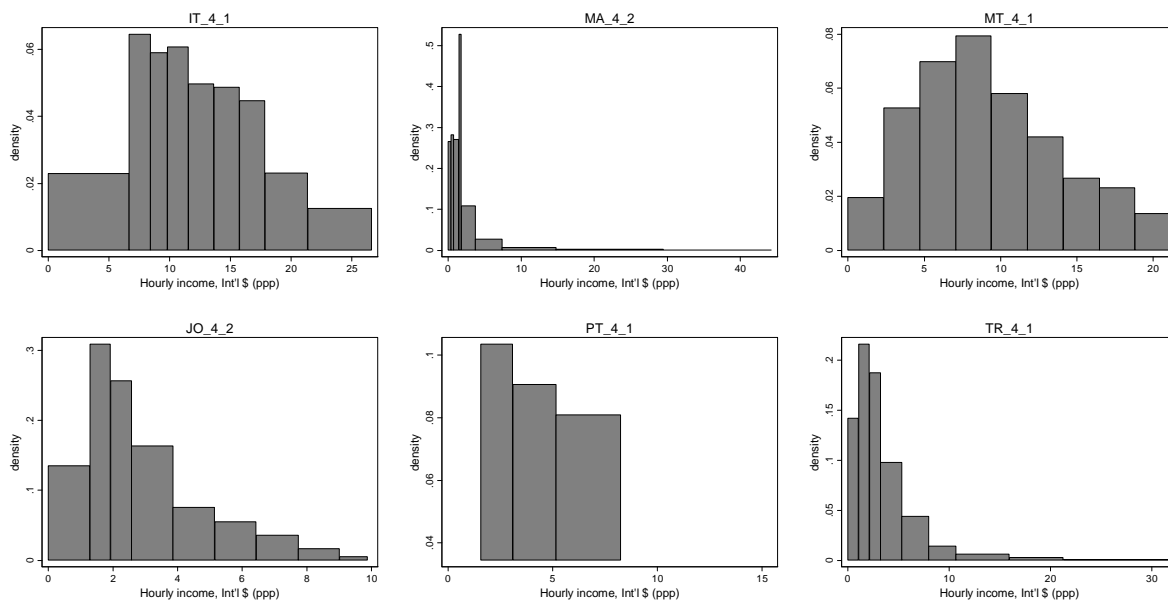 IT_4_1
MA_4_2
MT_4_1
density
.06
.04
.02
0
0 5 10 15 20 25
Hourly income, Int'l $ (ppp)
density
.5
.4
.3
.2
.1
0
0 10 20 30 40
Hourly income, Int'l $ (ppp)
density
.08
.06
.04
.02
0
0 5 10 15 20
Hourly income, Int'l $ (ppp)
JO_4_2
PT_4_1
TR_4_1
density
.3
.2
.1
0
0 2 4 6 8 10
Hourly income, Int'l $ (ppp)
density
.1
.08
.06
.04
0 5 10 15
Hourly income, Int'l $ (ppp)
density
.2
.15
.1
.05
0
0 10 20 30
Hourly income, Int'l $ (ppp)